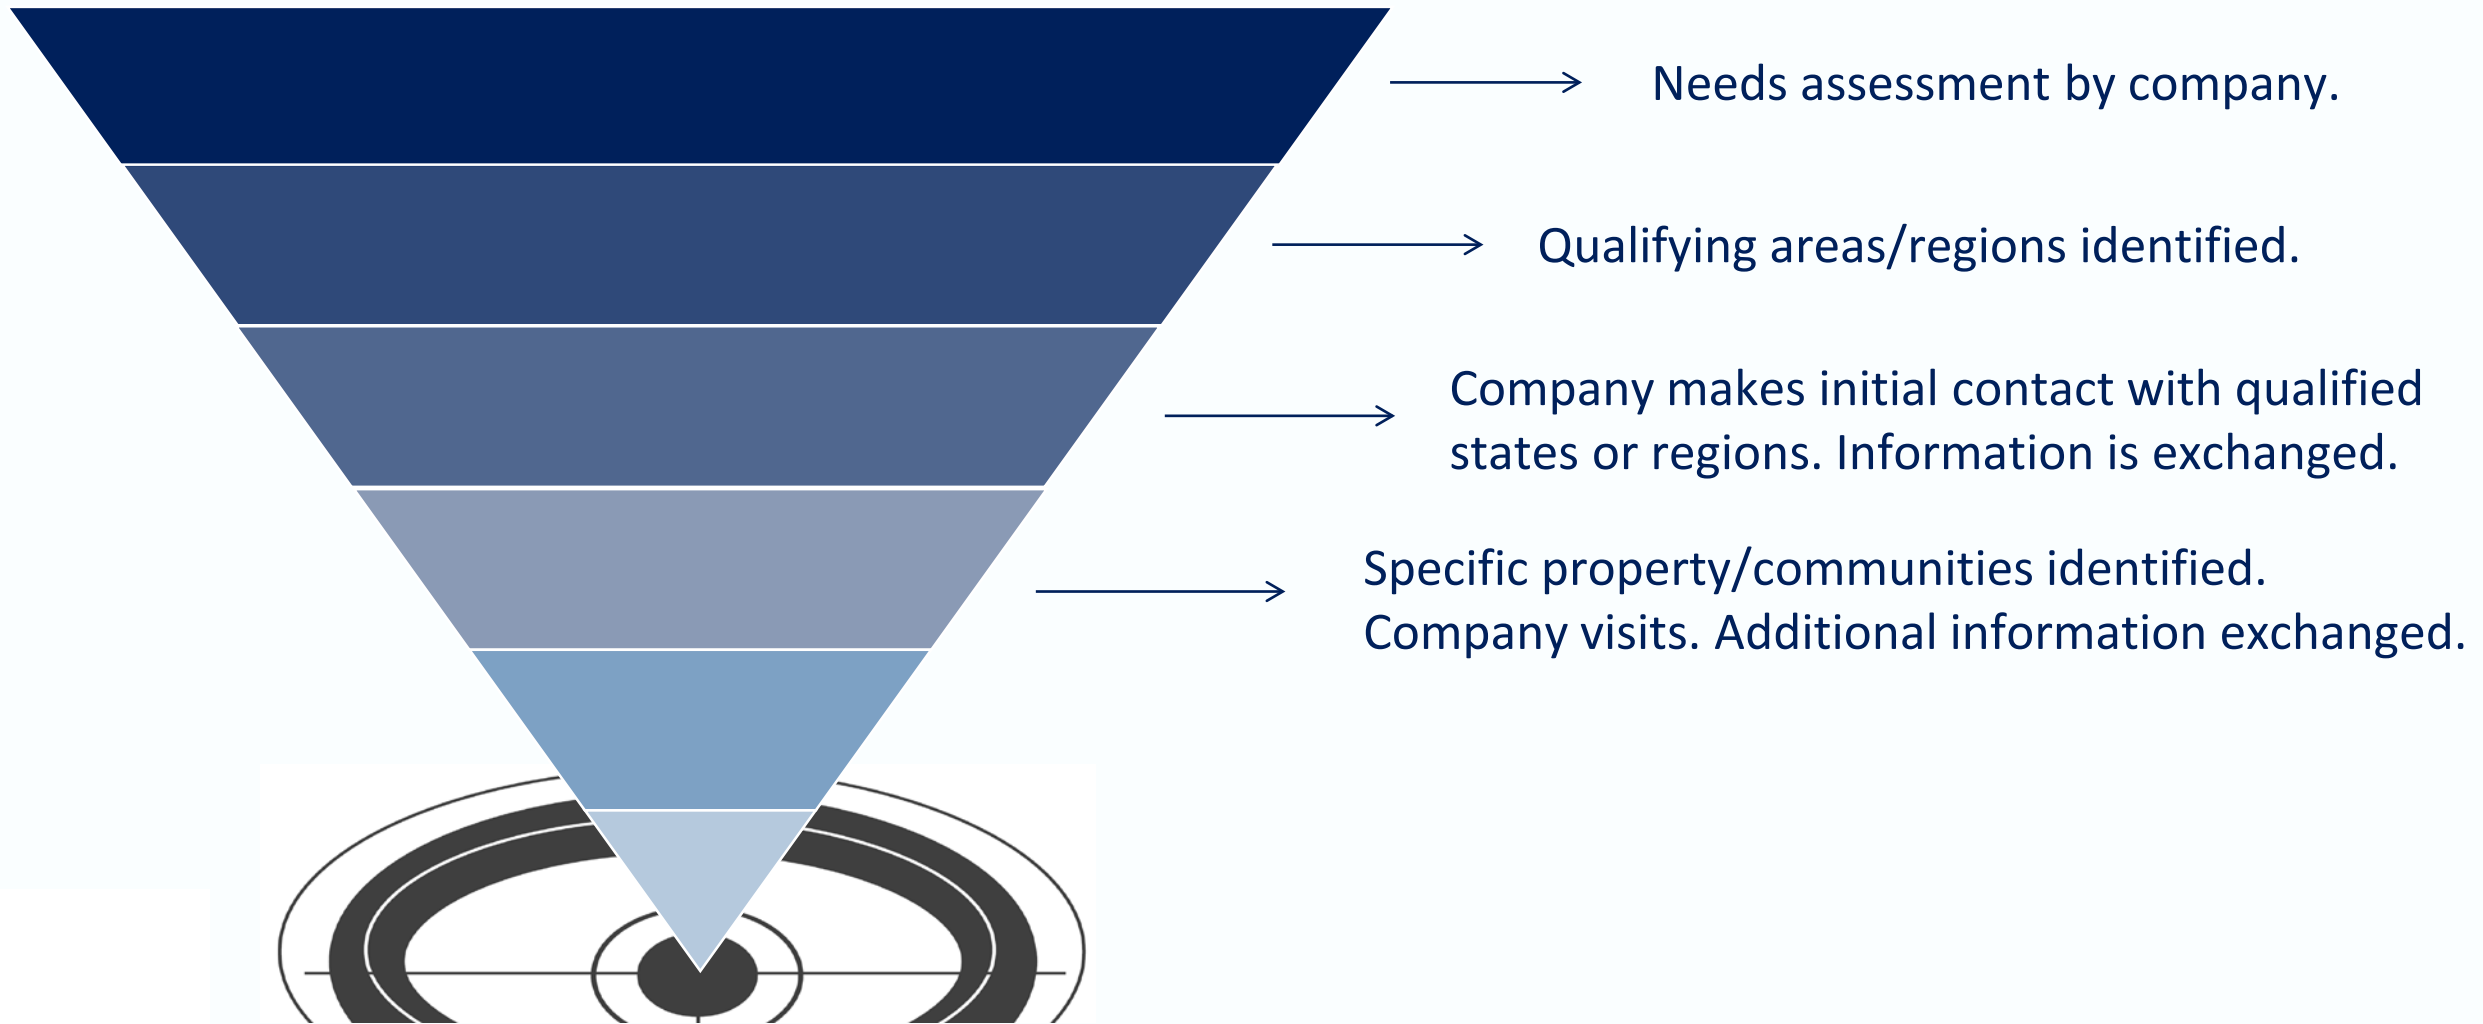 Needs assessment by company.
Qualifying areas/regions identified.
Company makes initial contact with qualified
states or regions. Information is exchanged.
Specific property/communities identified.
Company visits. Additional information exchanged.